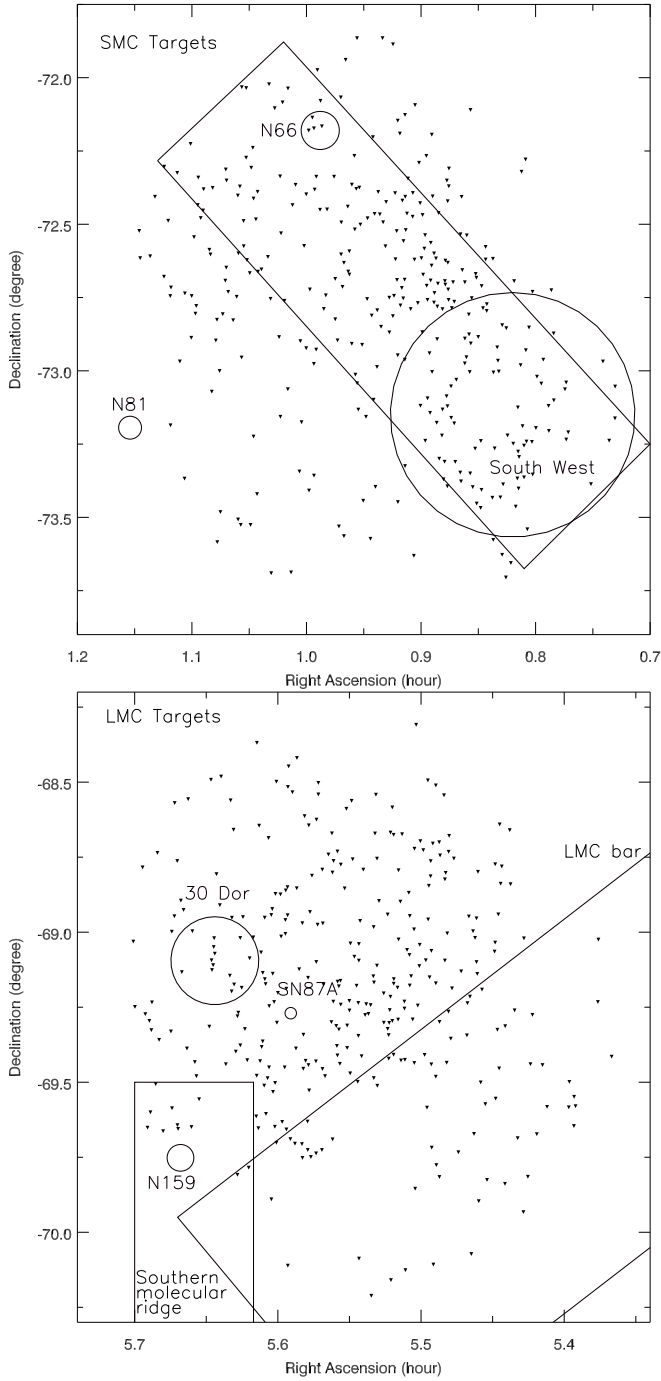 SMC Targets
-72.0
N66
-72.5
Declination (degree)
-73.0
N81
South West
-73.5
1.2 1.1 1.0 0.9 0.8 0.7
Right Ascension (hour)
LMC Targets
-68.5
LMC bar
30 Dor
-69.0
SN87A
Declination (degree)
-69.5
N159
-70.0
Southern
molecular
ridge
5.7 5.6 5.5 5.4
Right Ascension (hour)